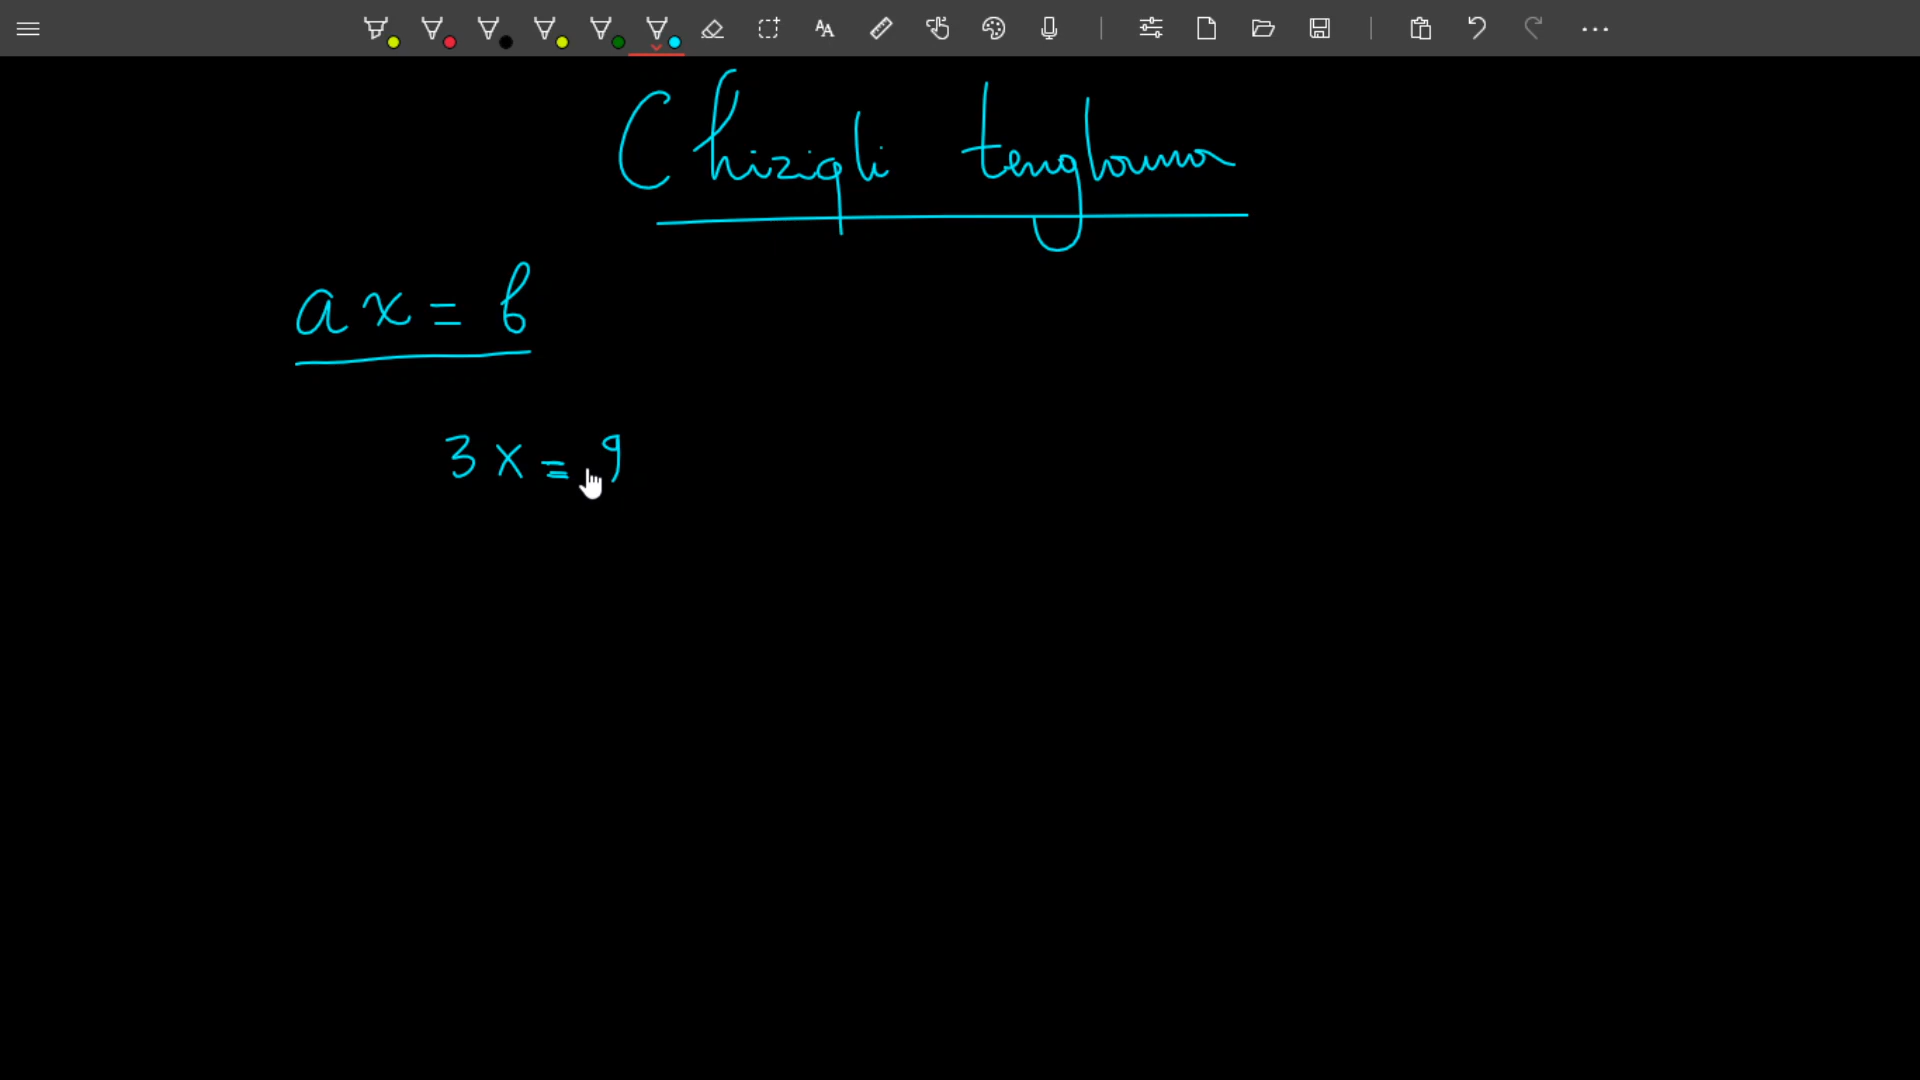 Chiziqli tenglama
ax = b
3x = 9